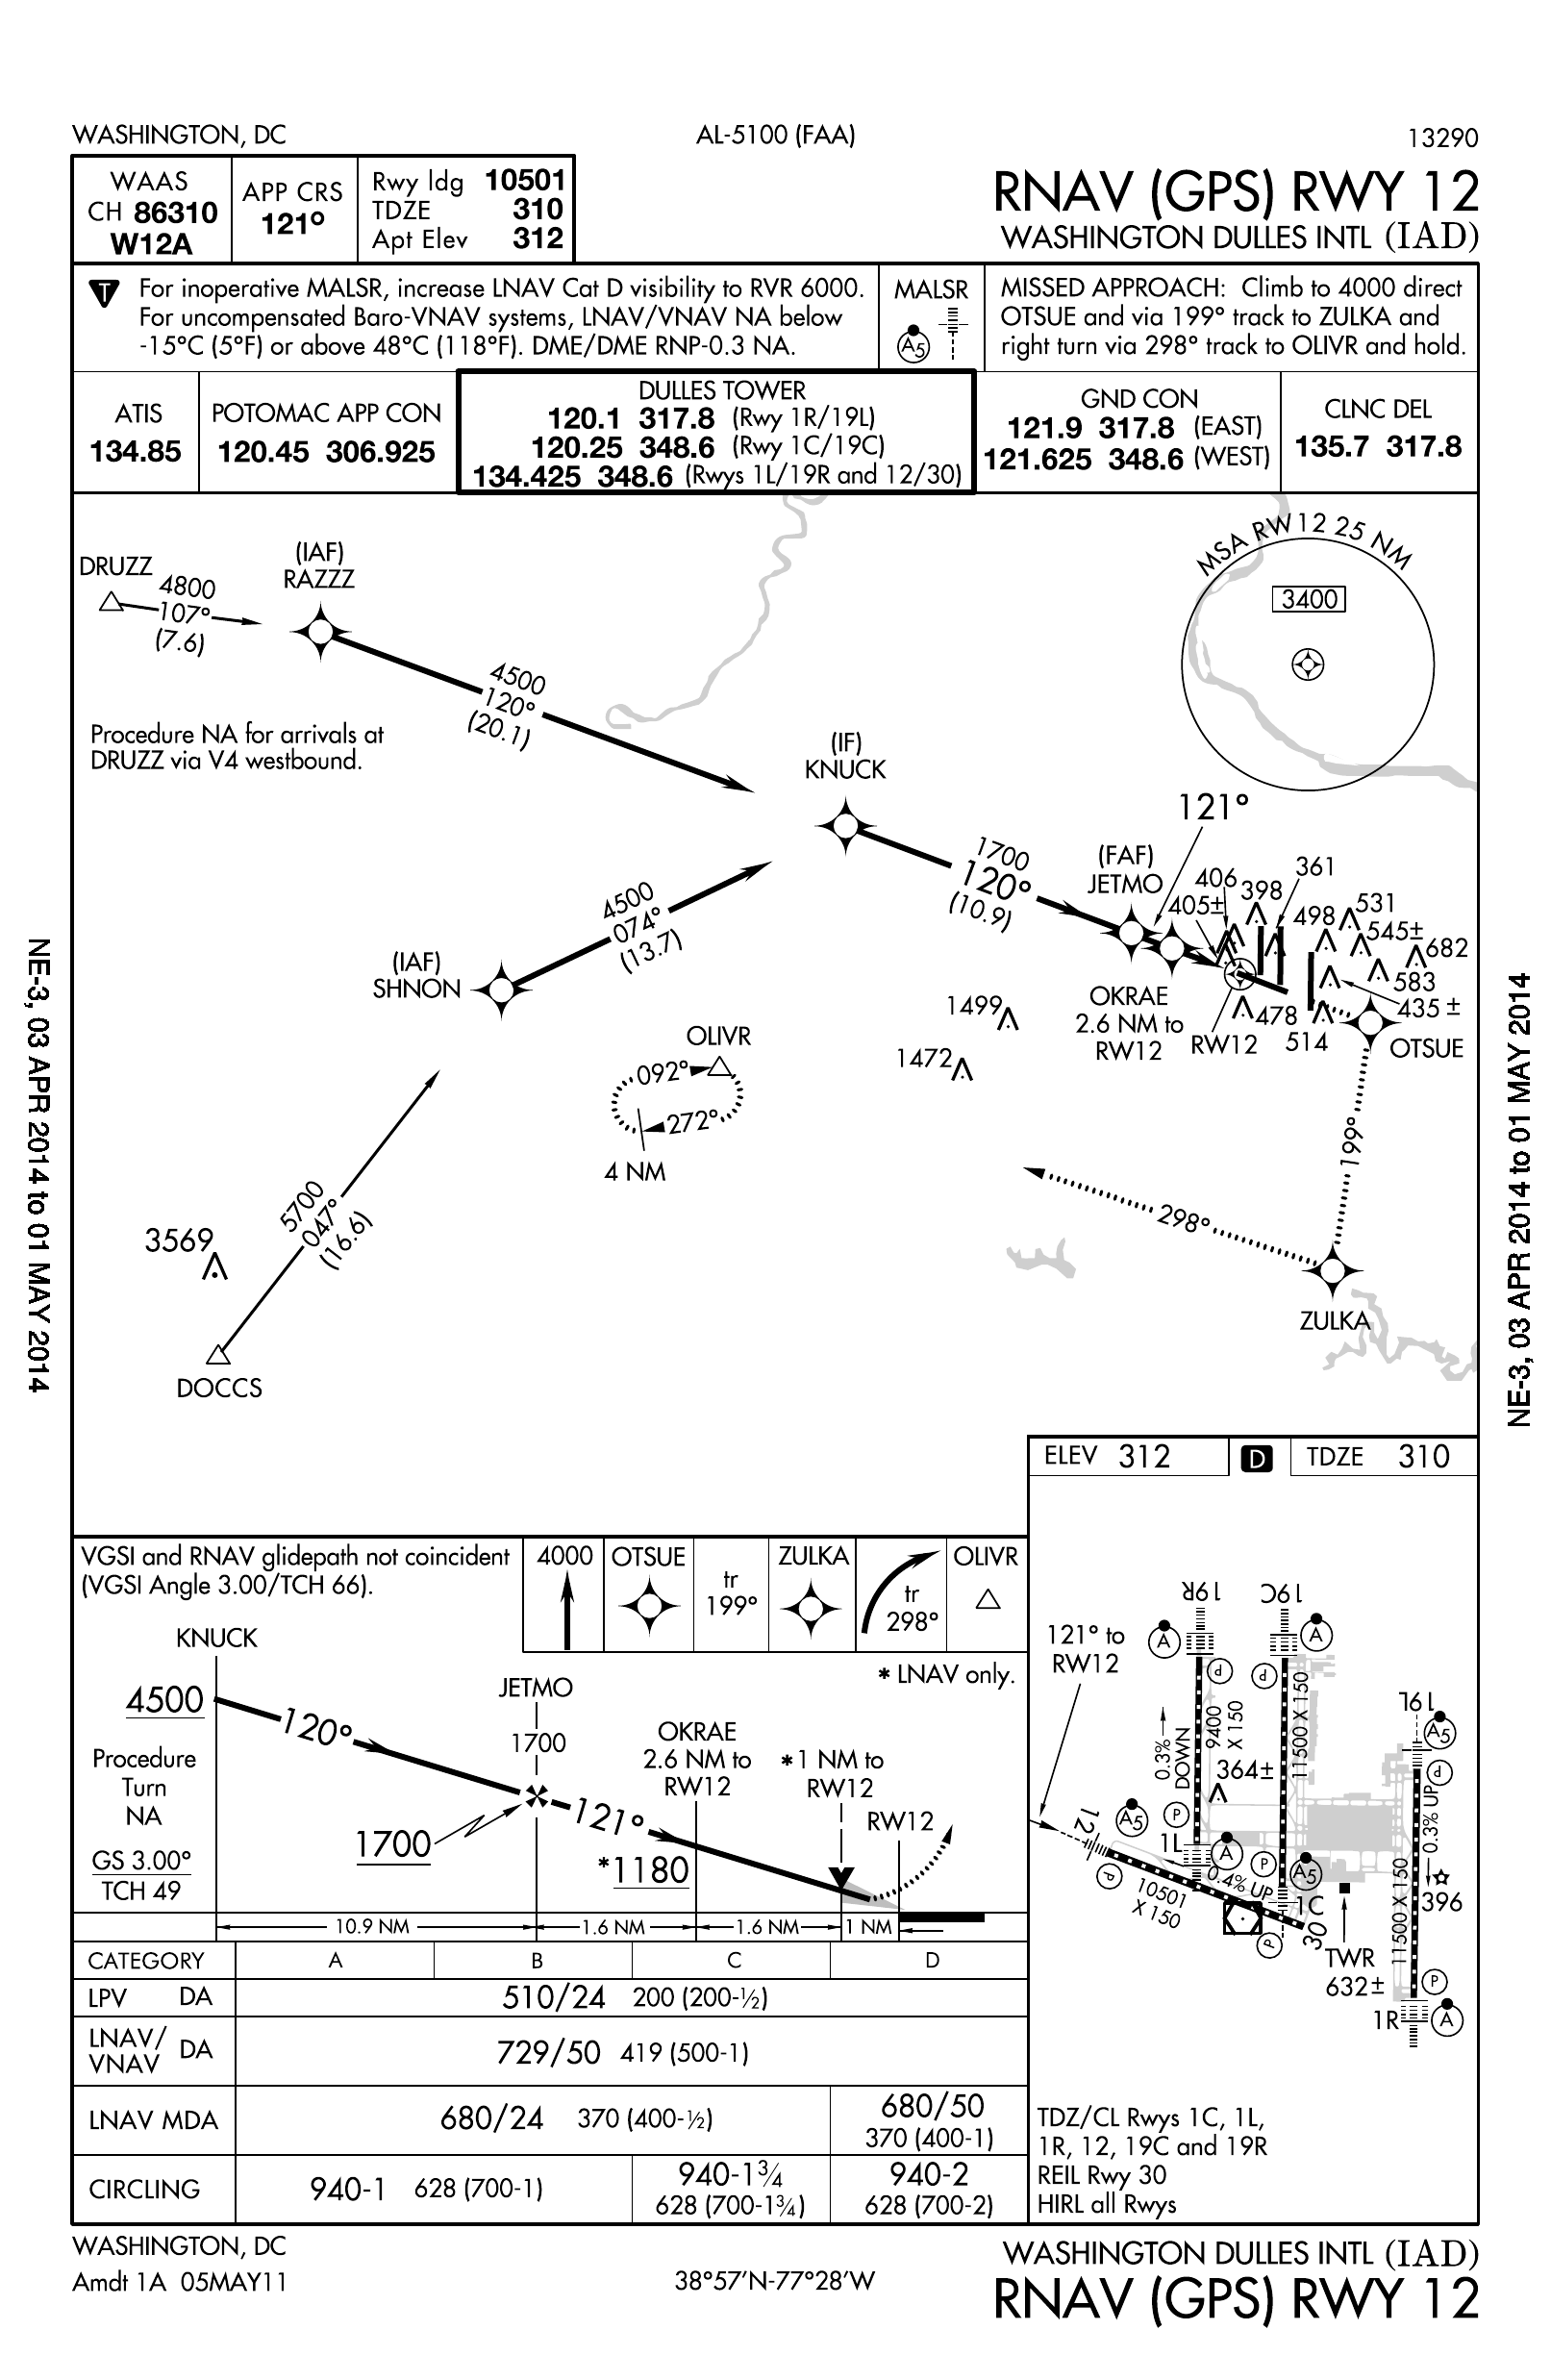 WASHINGTON, DC
AL-5100 (FAA)
13290
WAAS
CH 86310
W12A
APP CRS
121°
Rwy ldg 10501
TDZE 310
Apt Elev 312
RNAV (GPS) RWY 12
WASHINGTON DULLES INTL (IAD)
T
For inoperative MALSR, increase LNAV Cat D visibility to RVR 6000.
For uncompensated Baro-VNAV systems, LNAV/VNAV NA below
-15°C (5°F) or above 48°C (118°F). DME/DME RNP-0.3 NA.
MALSR
A5
MISSED APPROACH: Climb to 4000 direct
OTSUE and via 199° track to ZULKA and
right turn via 298° track to OLIVR and hold.
ATIS
134.85
POTOMAC APP CON
120.45 306.925
DULLES TOWER
120.1 317.8 (Rwy 1R/19L)
120.25 348.6 (Rwy 1C/19C)
134.425 348.6 (Rwys 1L/19R and 12/30)
GND CON
121.9 317.8 (EAST)
121.625 348.6 (WEST)
CLNC DEL
135.7 317.8
MSA RW12 25 NM
3400
DRUZZ
4800
107°
(7.6)
(IAF)
RAZZZ
4500
120°
(20.1)
Procedure NA for arrivals at
DRUZZ via V4 westbound.
(IF)
KNUCK
1700
120°
(10.9)
(FAF)
JETMO
121°
406
405±
398
361
498
531
545±
682
583
435 ±
478
514
OTSUE
OKRAE
2.6 NM to
RW12
RW12
4500
074°
(13.7)
(IAF)
SHNON
1499
1472
OLIVR
092°
272°
4 NM
199°
298°
ZULKA
5700
047°
(16.6)
3569
DOCCS
NE-3, 03 APR 2014 to 01 MAY 2014
NE-3, 03 APR 2014 to 01 MAY 2014
ELEV 312
D
TDZE 310
VGSI and RNAV glidepath not coincident
(VGSI Angle 3.00/TCH 66).
4000
OTSUE
tr
199°
ZULKA
tr
298°
OLIVR
* LNAV only.
KNUCK
4500
120°
Procedure
Turn
NA
GS 3.00°
TCH 49
JETMO
1700
1700
121°
OKRAE
2.6 NM to
RW12
*1180
*1 NM to
RW12
RW12
10.9 NM
1.6 NM
1.6 NM
1 NM
CATEGORY A B C D
LPV DA 510/24 200 (200-½)
LNAV/
VNAV DA 729/50 419 (500-1)
LNAV MDA 680/24 370 (400-½)
680/50
370 (400-1)
CIRCLING 940-1 628 (700-1)
940-1¾
628 (700-1¾)
940-2
628 (700-2)
121° to
RW12
19R
19C
19L
A
A
A5
P
P
P
0.3%
DOWN
9400
X 150
11500 X 150
364±
0.3% UP
12
A5
P
1L
A
P
A5
0.4% UP
10501
X 150
1C
P
30
TWR
632±
11500 X 150
396
P
1R
A
TDZ/CL Rwys 1C, 1L,
1R, 12, 19C and 19R
REIL Rwy 30
HIRL all Rwys
WASHINGTON, DC
Amdt 1A 05MAY11
38°57'N-77°28'W
WASHINGTON DULLES INTL (IAD)
RNAV (GPS) RWY 12